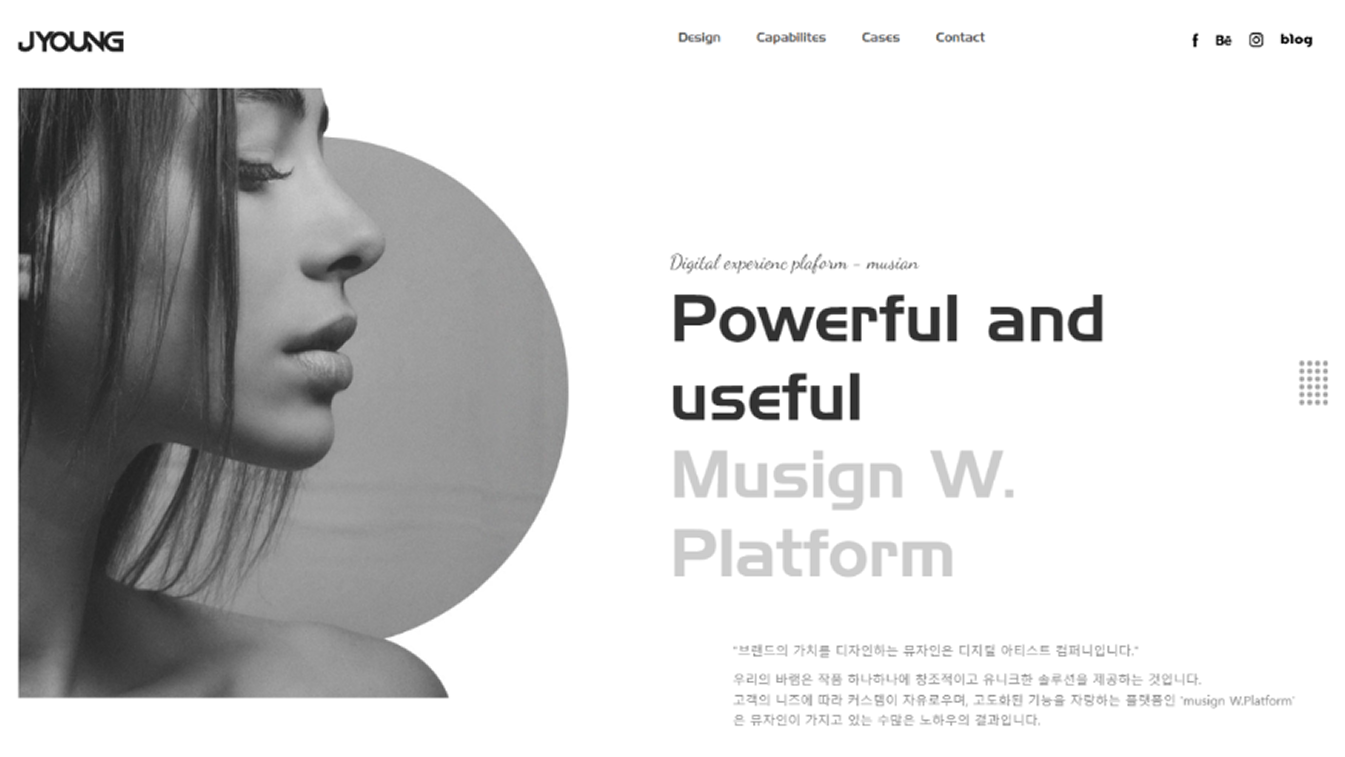 JYOUNG
Design Capabilites Cases Contact
f Bē blog
Digital experienc plaform - musian
Powerful and
useful
Musign W.
Platform
"브랜드의 가치를 디자인하는 뮤자인은 디지털 아티스트 컴퍼니입니다."
우리의 바램은 작품 하나하나에 창조적이고 유니크한 솔루션을 제공하는 것입니다.
고객의 니즈에 따라 커스텀이 자유로우며, 고도화된 기능을 자랑하는 플랫폼인 'musign W.Platform'
은 뮤자인이 가지고 있는 수많은 노하우의 결과입니다.